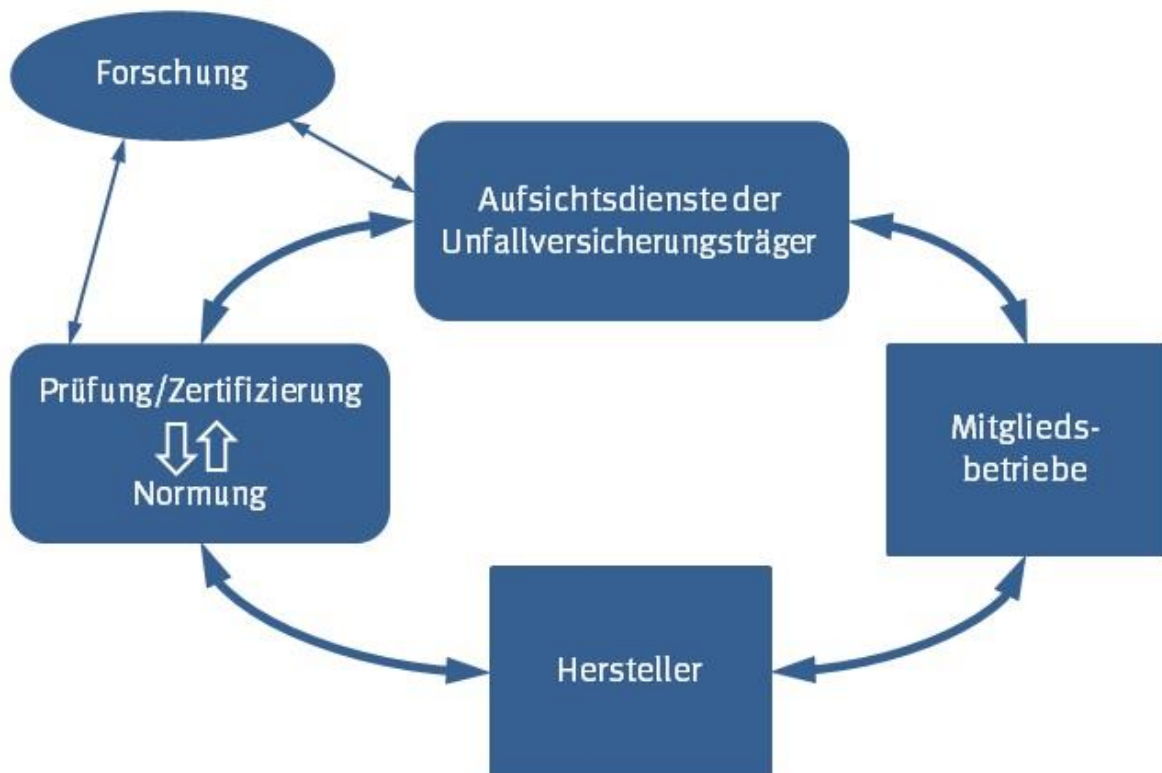 Forschung
Aufsichtsdienste der
Unfallversicherungsträger
Prüfung/Zertifizierung
Normung
Mitglieds-
betriebe
Hersteller